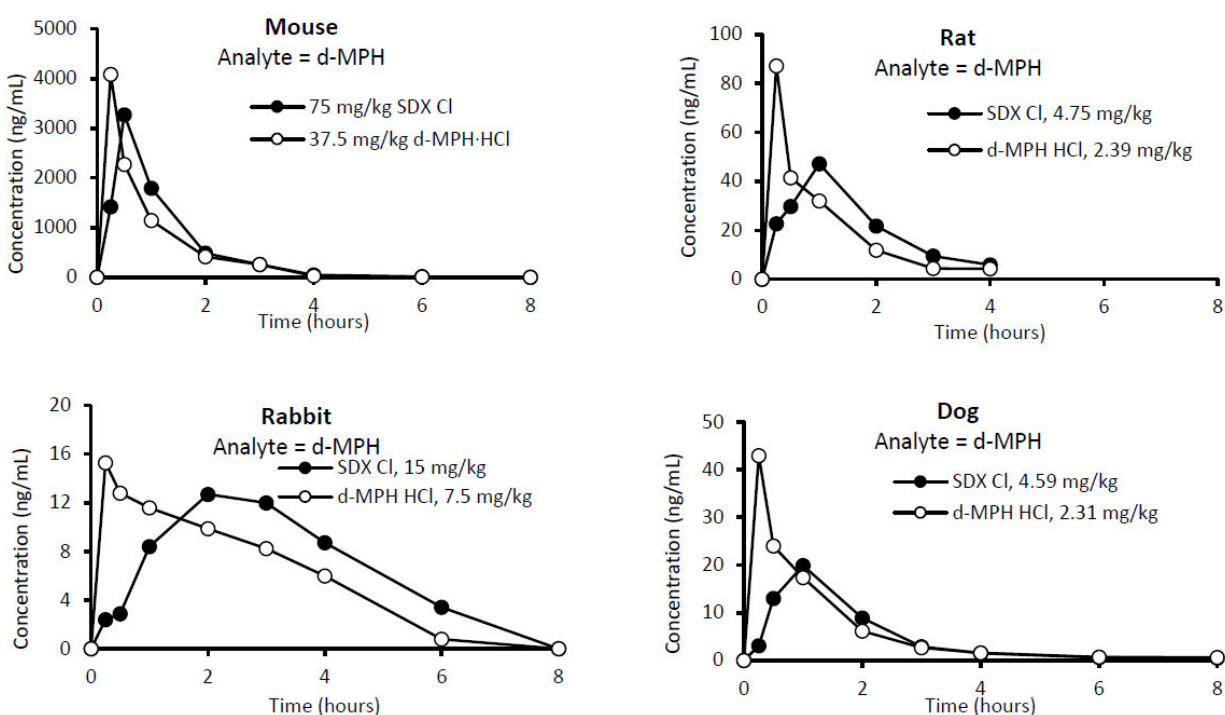 Mouse
Analyte = d-MPH
75 mg/kg SDX Cl
37.5 mg/kg d-MPH·HCl
Concentration (ng/mL)
5000
4000
3000
2000
1000
0
0 2 4 6 8
Time (hours)
Rat
Analyte = d-MPH
SDX Cl, 4.75 mg/kg
d-MPH HCl, 2.39 mg/kg
Concentration (ng/mL)
100
80
60
40
20
0
0 2 4 6 8
Time (hours)
Rabbit
Analyte = d-MPH
SDX Cl, 15 mg/kg
d-MPH HCl, 7.5 mg/kg
Concentration (ng/mL)
20
16
12
8
4
0
0 2 4 6 8
Time (hours)
Dog
Analyte = d-MPH
SDX Cl, 4.59 mg/kg
d-MPH HCl, 2.31 mg/kg
Concentration (ng/mL)
50
40
30
20
10
0
0 2 4 6 8
Time (hours)